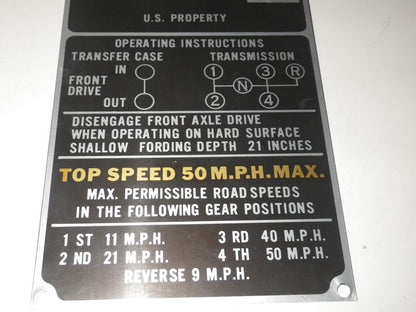 U.S. PROPERTY
OPERATING INSTRUCTIONS
TRANSFER CASE TRANSMISSION
IN 1 3 R
FRONT
DRIVE N
OUT 2 4
DISENGAGE FRONT AXLE DRIVE
WHEN OPERATING ON HARD SURFACE
SHALLOW FORDING DEPTH 21 INCHES
TOP SPEED 50 M.P.H. MAX.
MAX. PERMISSIBLE ROAD SPEEDS
IN THE FOLLOWING GEAR POSITIONS
1 ST 11 M.P.H. 3 RD 40 M.P.H.
2 ND 21 M.P.H. 4 TH 50 M.P.H.
REVERSE 9 M.P.H.